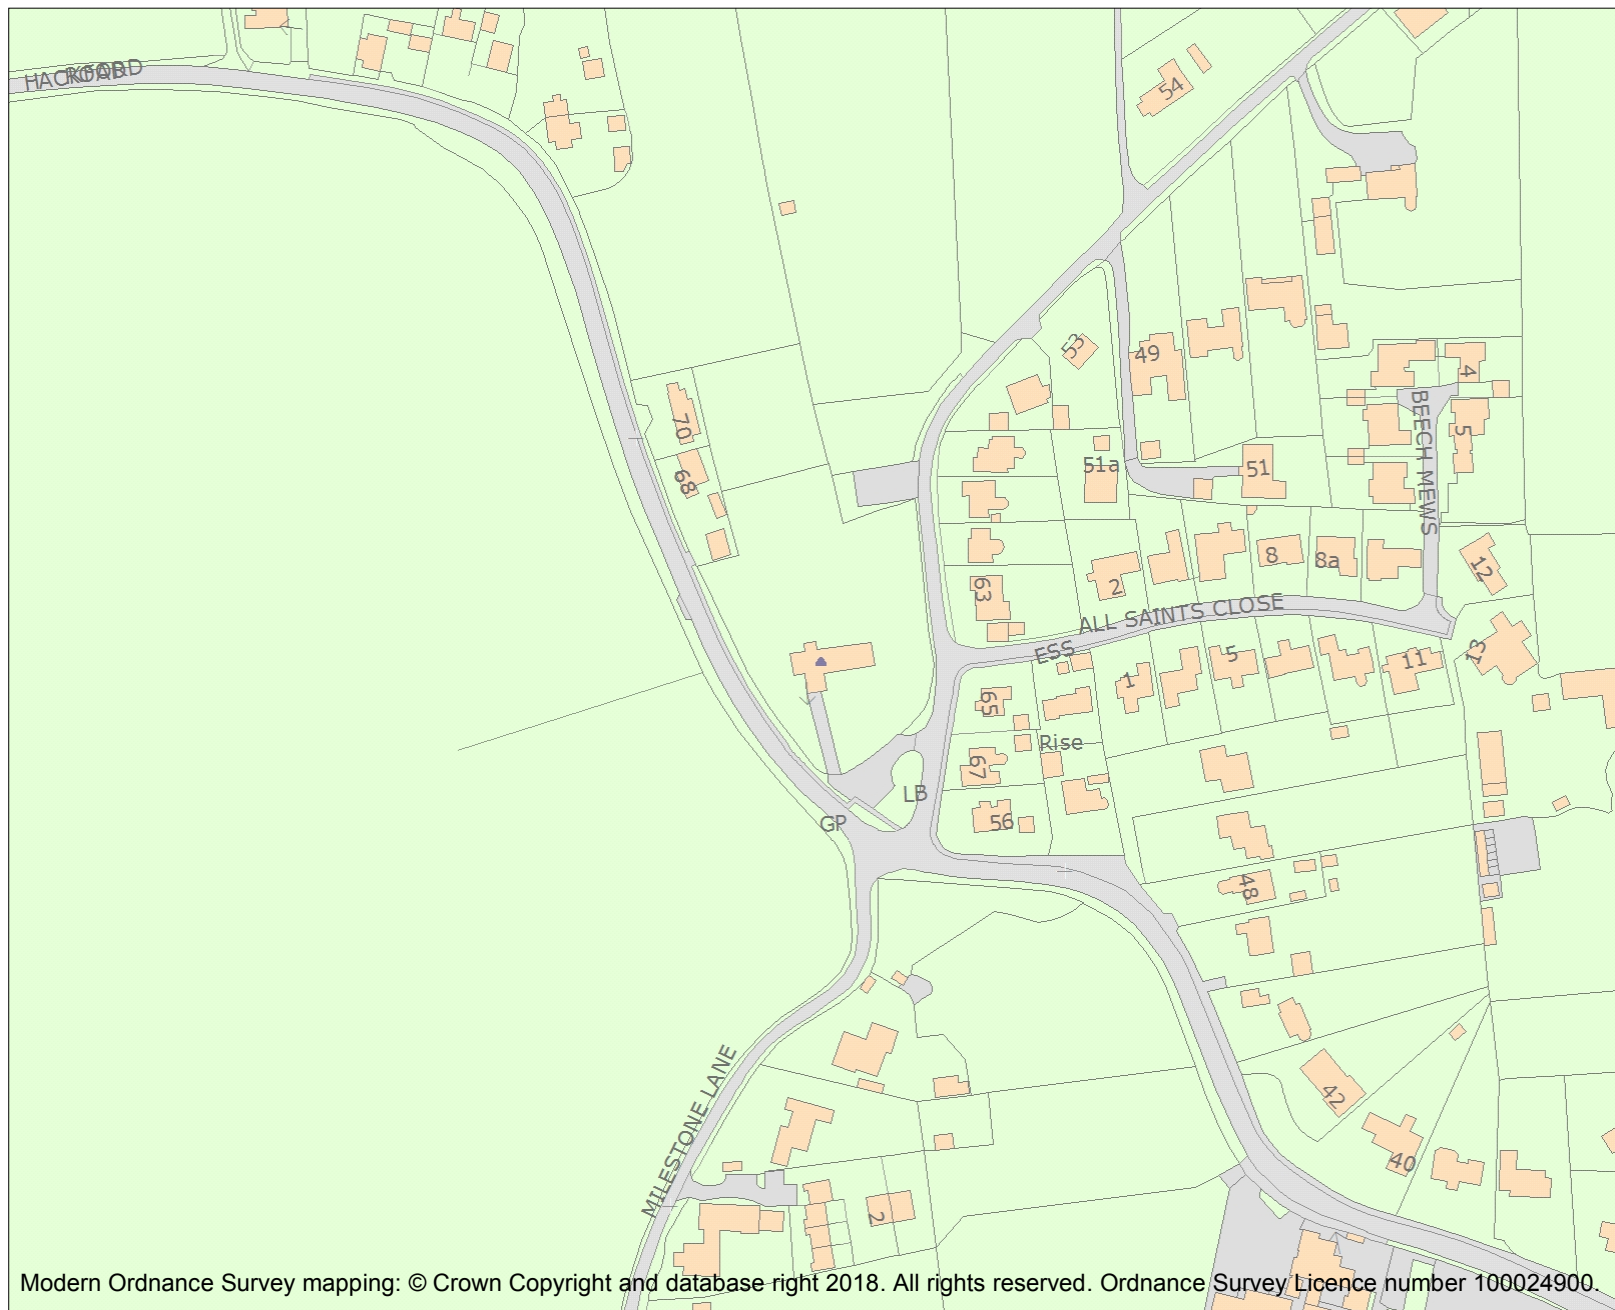 HACKFORD
ROAD
54
53
49
70
68
51a
51
4
5
BEECH MEWS
63
2
8
8a
12
ALL SAINTS CLOSE
ESS
1
5
11
13
65
Rise
67
LB
56
GP
48
MILESTONE LANE
42
40
2
Modern Ordnance Survey mapping: © Crown Copyright and database right 2018. All rights reserved. Ordnance Survey Licence number 100024900.